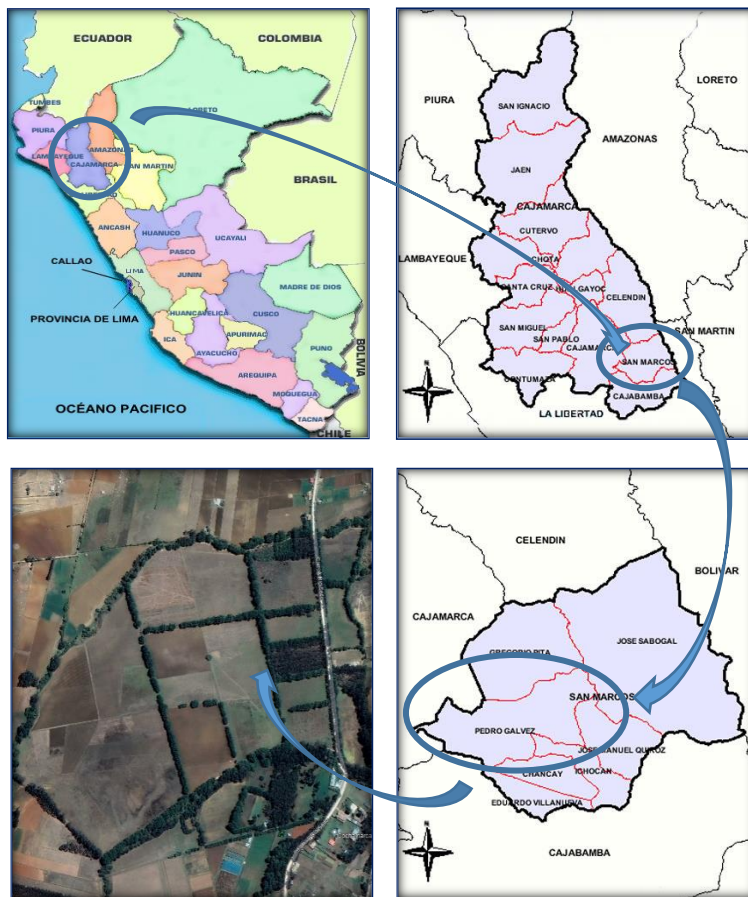 ECUADOR
COLOMBIA
TUMBES
LORETO
PIURA
AMAZONAS
LAMBAYEQUE
CAJAMARCA
SAN MARTIN
BRASIL
ANCASH
HUANUCO
UCAYALI
PASCO
CALLAO
LIMA
JUNIN
MADRE DE DIOS
PROVINCIA DE LIMA
HUANCAVELICA
CUSCO
ICA
APURIMAC
AYACUCHO
PUNO
BOLIVIA
AREQUIPA
MOQUEGUA
OCÉANO PACIFICO
TACNA
CHILE
LORETO
PIURA
SAN IGNACIO
AMAZONAS
JAEN
CAJAMARCA
CUTERVO
LAMBAYEQUE
CHOTA
SANTA CRUZ
HUALGAYOC
CELENDIN
SAN MIGUEL
SAN PABLO
CAJAMARCA
SAN MARTIN
SAN MARCOS
N
CONTUMAZA
CAJABAMBA
LA LIBERTAD
CELENDIN
BOLIVAR
CAJAMARCA
JOSE SABOGAL
GREGORIO PITA
SAN MARCOS
PEDRO GALVEZ
JOSE MANUEL QUIROZ
CHANCAY
ICHOCAN
EDUARDO VILLANUEVA
N
CAJABAMBA